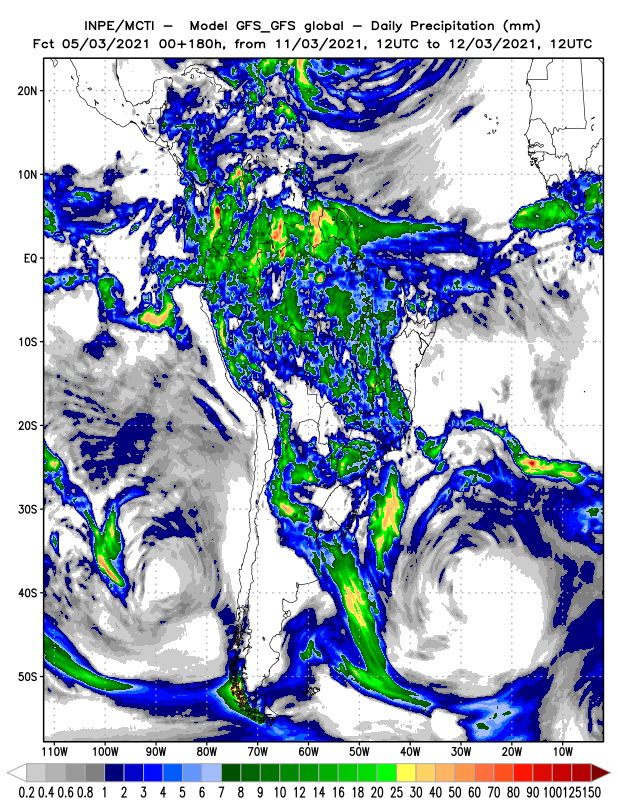 INPE/MCTI – Model GFS_GFS global – Daily Precipitation (mm)
Fct 05/03/2021 00+180h, from 11/03/2021, 12UTC to 12/03/2021, 12UTC
20N
10N
EQ
10S
20S
30S
40S
50S
110W 100W 90W 80W 70W 60W 50W 40W 30W 20W 10W
0.2 0.4 0.6 0.8 1 2 3 4 5 6 7 8 9 10 12 14 16 18 20 25 30 40 50 60 70 80 90 100 125 150